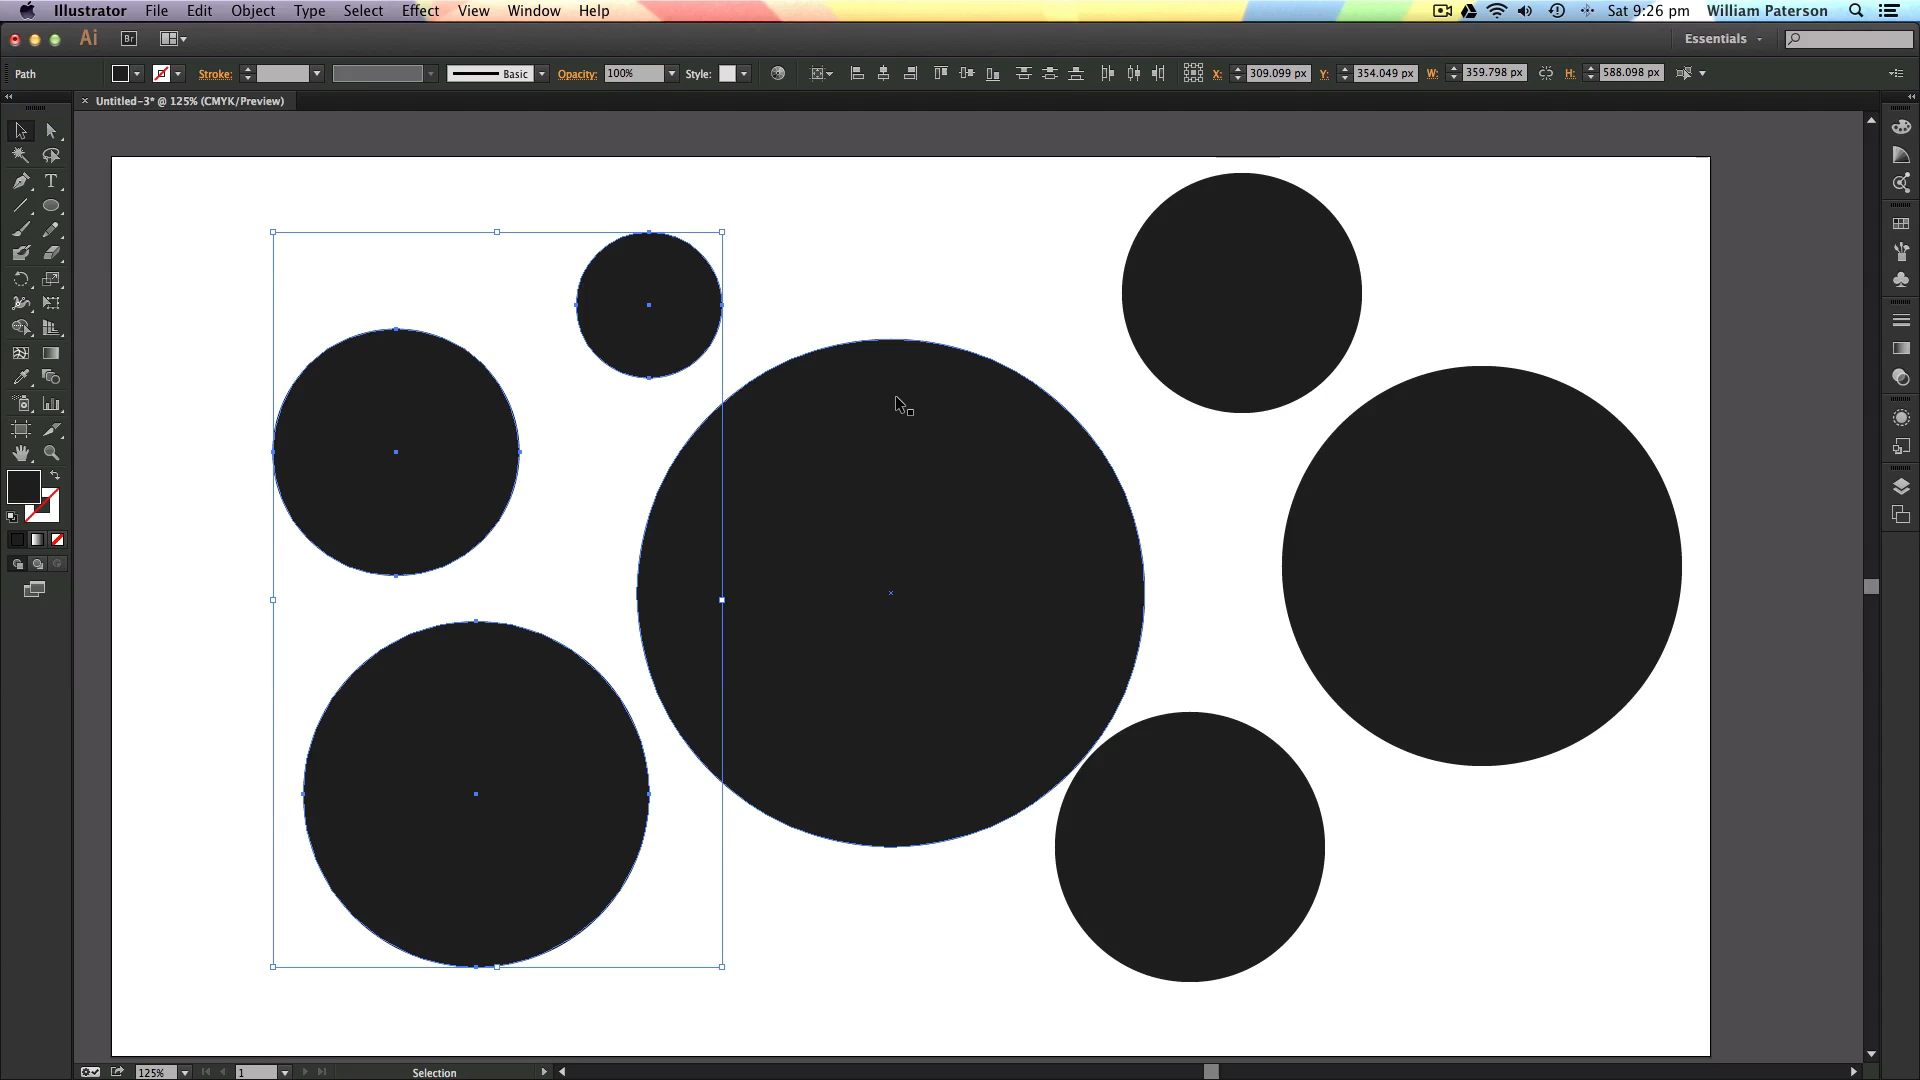 Illustrator File Edit Object Type Select Effect View Window Help Sat 9:26 pm William Paterson
Ai Br Essentials
Path Stroke: Basic Opacity: 100% Style: X: 309.099 px Y: 354.049 px W: 359.798 px H: 588.098 px
× Untitled-3* @ 125% (CMYK/Preview)
T
125% 1 Selection